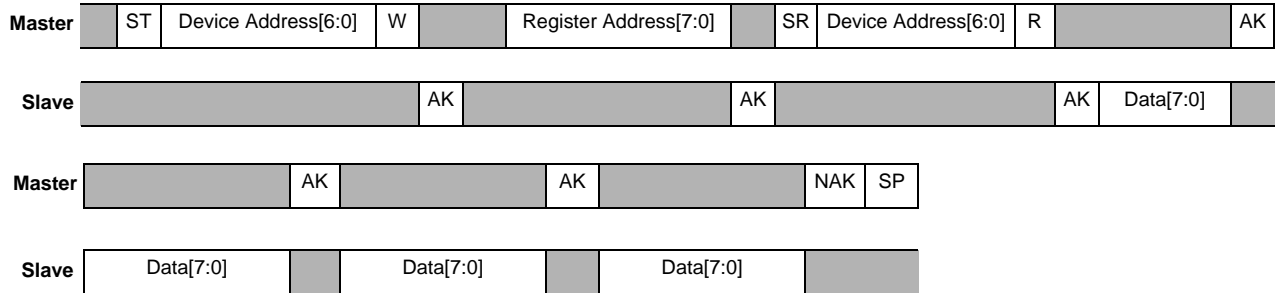 Master ST Device Address[6:0] W Register Address[7:0] SR Device Address[6:0] R AK
Slave AK AK AK Data[7:0]
Master AK AK NAK SP
Slave Data[7:0] Data[7:0] Data[7:0]